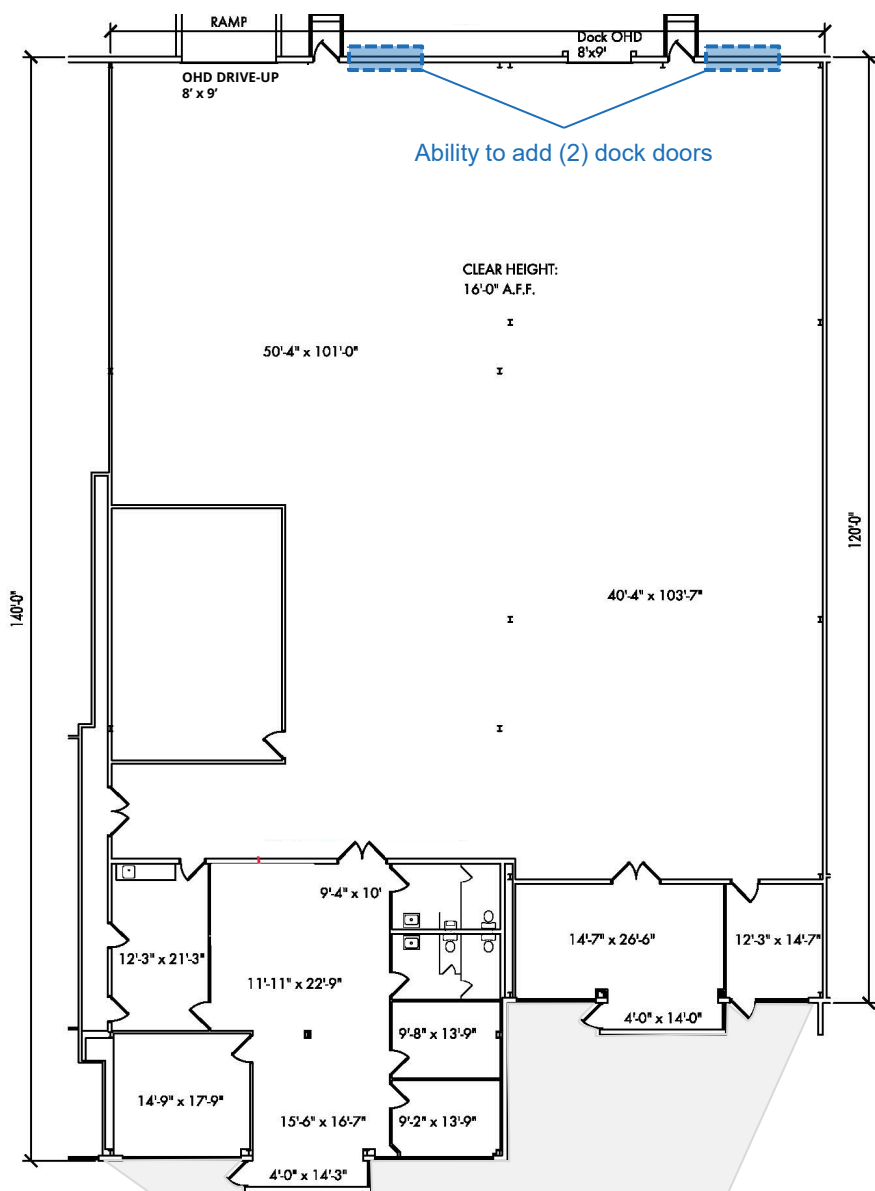 RAMP
Dock OHD
8'x9'
OHD DRIVE-UP
8' x 9'
Ability to add (2) dock doors
CLEAR HEIGHT:
16'-0" A.F.F.
50'-4" x 101'-0"
120'-0"
40'-4" x 103'-7"
140'-0"
9'-4" x 10'
14'-7" x 26'-6"
12'-3" x 14'-7"
12'-3" x 21'-3"
11'-11" x 22'-9"
4'-0" x 14'-0"
9'-8" x 13'-9"
14'-9" x 17'-9"
15'-6" x 16'-7"
9'-2" x 13'-9"
4'-0" x 14'-3"